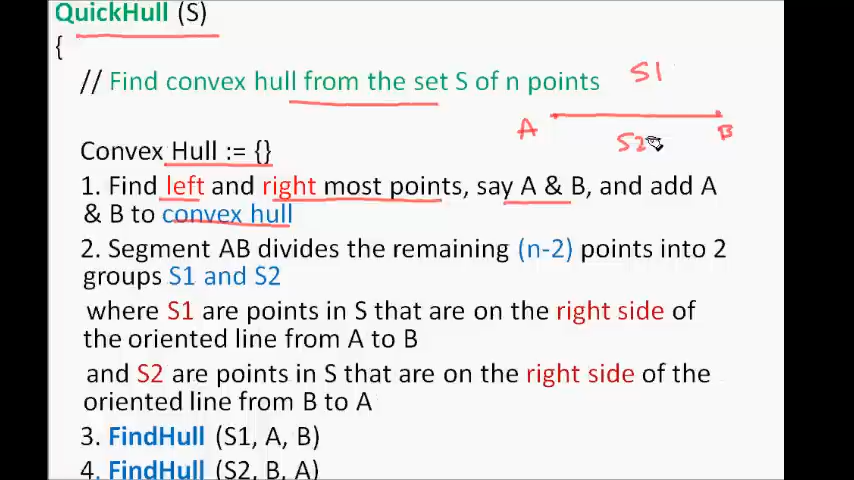 QuickHull (S)
{
// Find convex hull from the set S of n points
S1
A
B
S2
Convex Hull := {}
1. Find left and right most points, say A & B, and add A
& B to convex hull
2. Segment AB divides the remaining (n-2) points into 2
groups S1 and S2
where S1 are points in S that are on the right side of
the oriented line from A to B
and S2 are points in S that are on the right side of the
oriented line from B to A
3. FindHull (S1, A, B)
4. FindHull (S2, B, A)